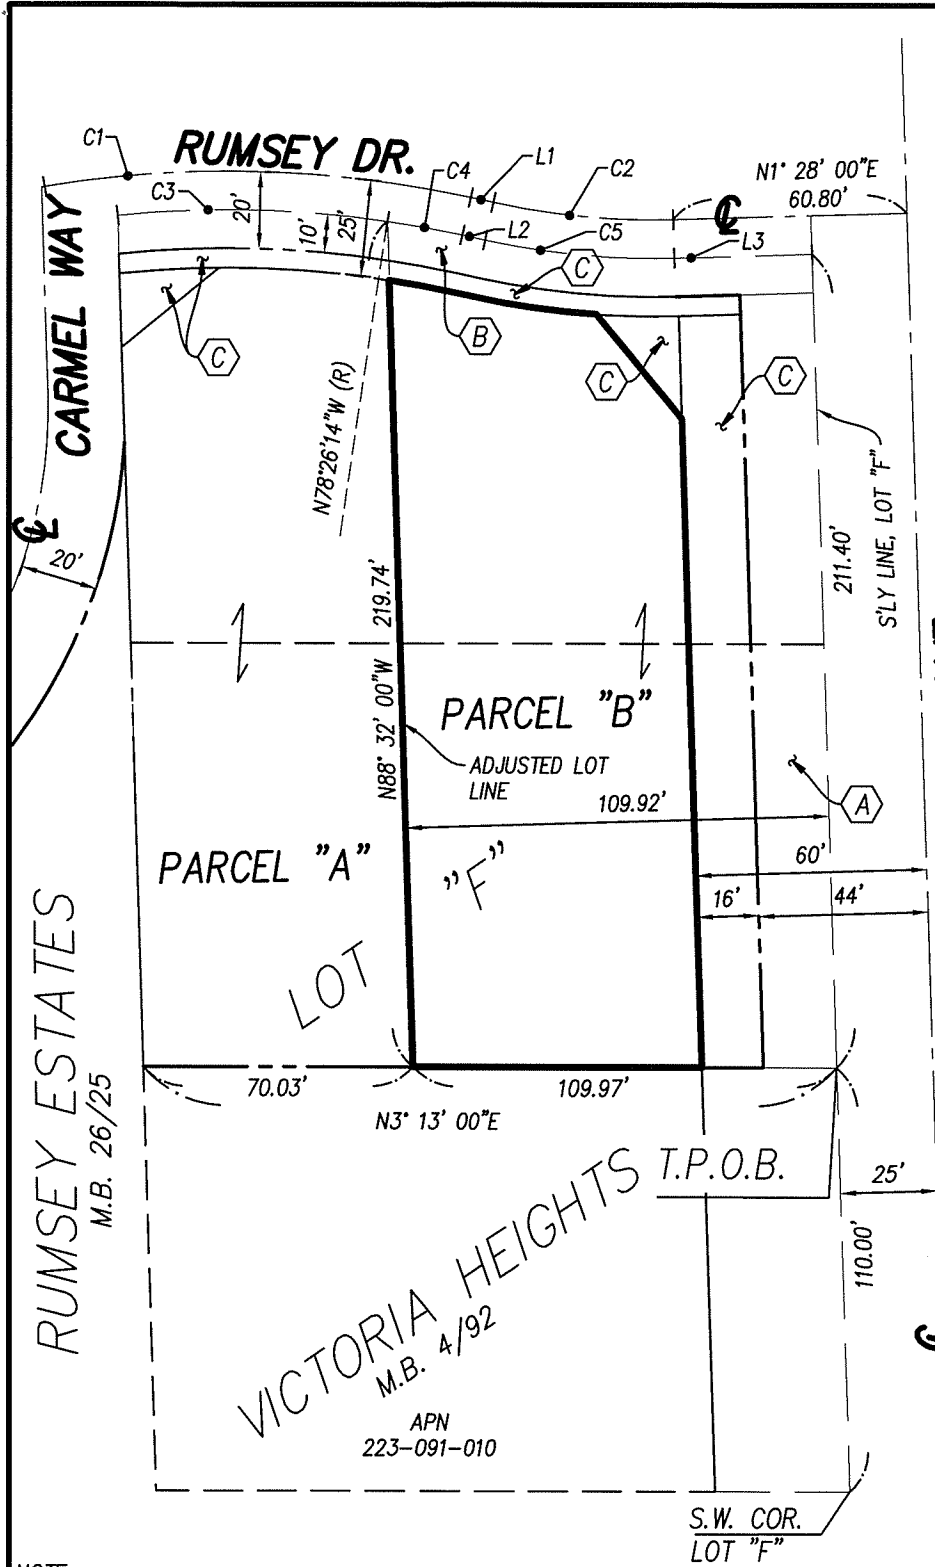 C1
RUMSEY DR.
C4
L1
C2
N1° 28' 00"E
60.80'
C3
20'
10'
25'
L2
C5
L3
CARMEL WAY
C
B
C
C
C
N78°26'14"W (R)
20'
219.74'
N88° 32' 00"W
211.40'
S'LY LINE, LOT "F"
PARCEL "B"
ADJUSTED LOT
LINE
109.92'
A
PARCEL "A"
LOT "F"
60'
16'
44'
RUMSEY ESTATES
M.B. 26/25
70.03'
109.97'
N3° 13' 00"E
T.P.O.B.
25'
110.00'
VICTORIA HEIGHTS
M.B. 4/92
APN
223-091-010
S.W. COR.
LOT "F"